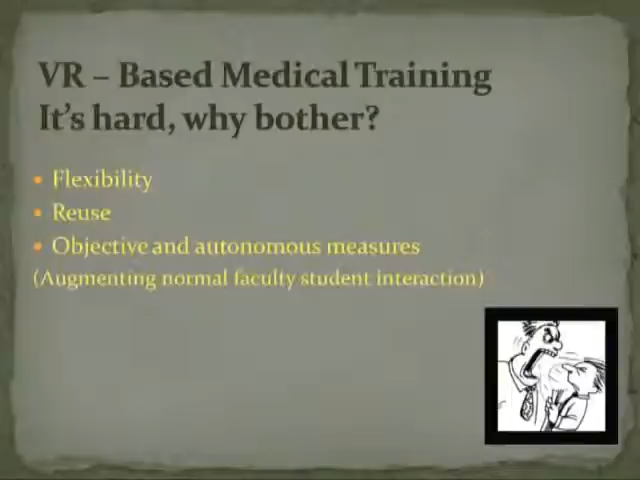 VR – Based Medical Training
It's hard, why bother?
• Flexibility
• Reuse
• Objective and autonomous measures
(Augmenting normal faculty student interaction)